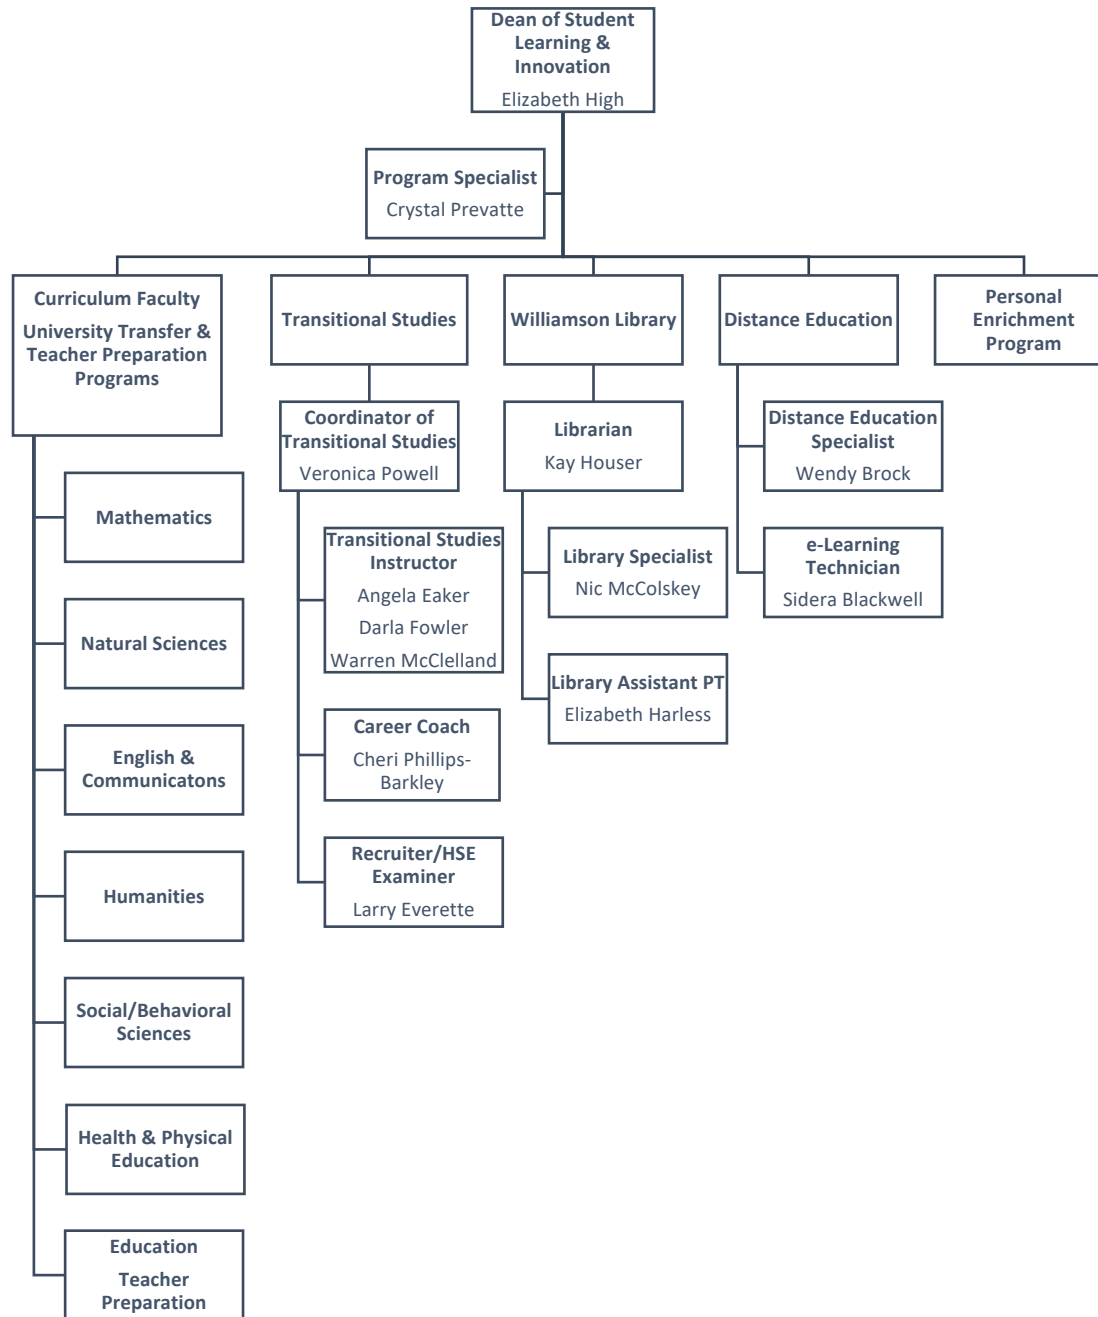 Dean of Student
Learning &
Innovation
Elizabeth High
Program Specialist
Crystal Prevatte
Curriculum Faculty
University Transfer &
Teacher Preparation
Programs
Transitional Studies
Williamson Library
Distance Education
Personal
Enrichment
Program
Mathematics
Natural Sciences
English &
Communicatons
Humanities
Social/Behavioral
Sciences
Health & Physical
Education
Education
Teacher
Preparation
Coordinator of
Transitional Studies
Veronica Powell
Transitional Studies
Instructor
Angela Eaker
Darla Fowler
Warren McClelland
Career Coach
Cheri Phillips-
Barkley
Recruiter/HSE
Examiner
Larry Everette
Librarian
Kay Houser
Library Specialist
Nic McColskey
Library Assistant PT
Elizabeth Harless
Distance Education
Specialist
Wendy Brock
e-Learning
Technician
Sidera Blackwell